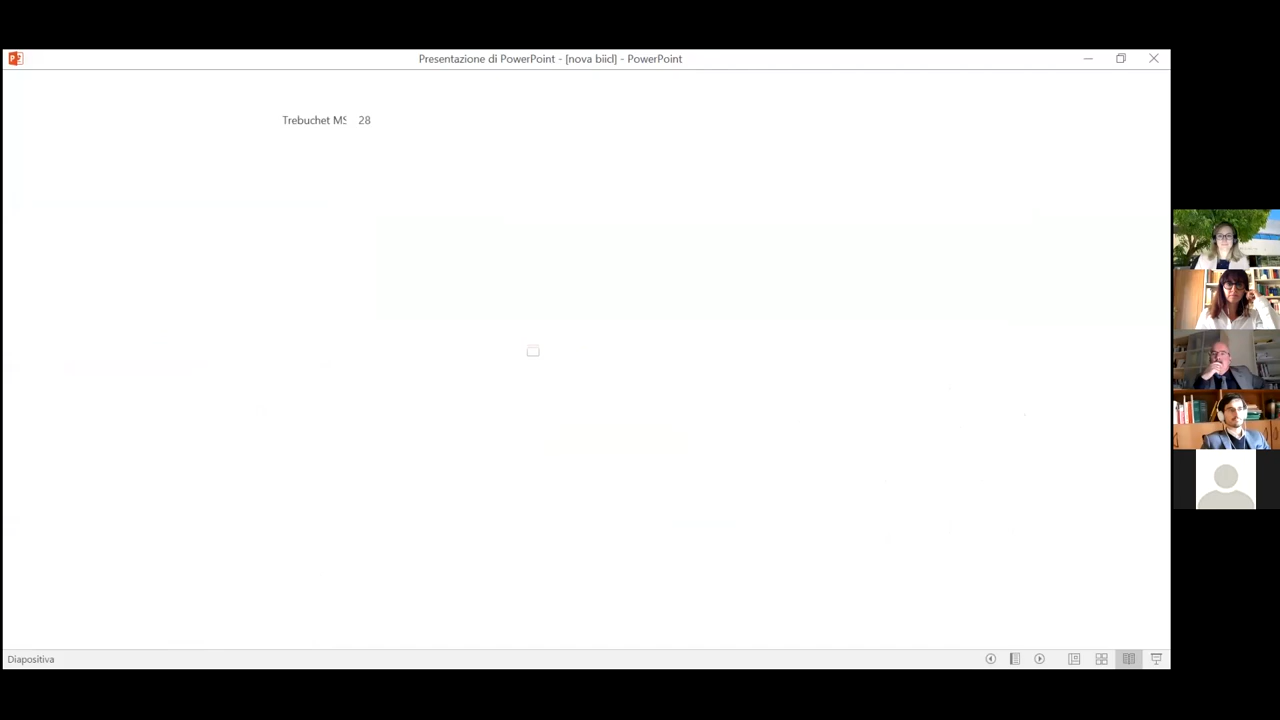 Presentazione di PowerPoint - [nova biicl] - PowerPoint
Trebuchet MS 28
Diapositiva